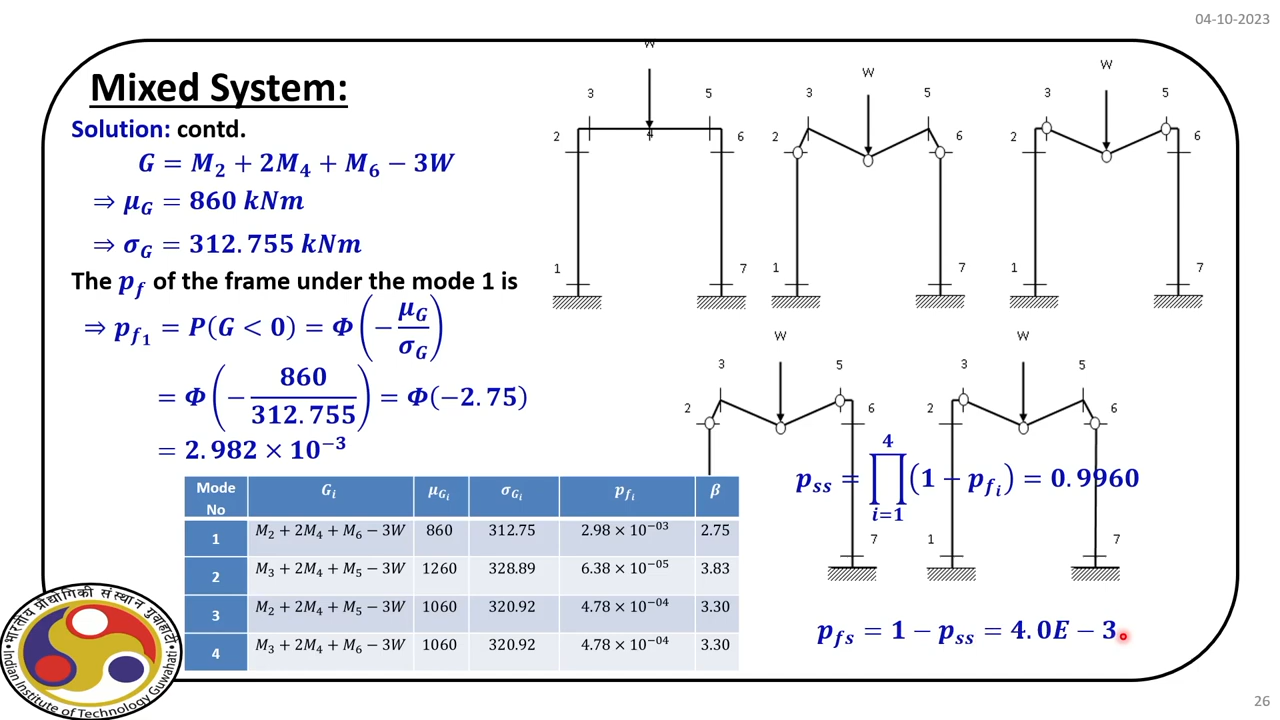 04-10-2023
Mixed System:
Solution: contd.
G = M₂ + 2M₄ + M₆ − 3W
⇒ μ_G = 860 kNm
⇒ σ_G = 312.755 kNm
The p_f of the frame under the mode 1 is
⇒ p_f₁ = P(G < 0) = Φ(− μ_G / σ_G)
= Φ(− 860 / 312.755) = Φ(−2.75)
= 2.982 × 10⁻³
Mode No G_i μ_Gᵢ σ_Gᵢ p_fᵢ β
1 M₂ + 2M₄ + M₆ − 3W 860 312.75 2.98 × 10⁻⁰³ 2.75
2 M₃ + 2M₄ + M₅ − 3W 1260 328.89 6.38 × 10⁻⁰⁵ 3.83
3 M₂ + 2M₄ + M₅ − 3W 1060 320.92 4.78 × 10⁻⁰⁴ 3.30
4 M₃ + 2M₄ + M₆ − 3W 1060 320.92 4.78 × 10⁻⁰⁴ 3.30
W
3 5
2 4 6
1 7
W
3 5
2 6
1 7
W
3 5
2 6
1 7
W
3 5
2 6
7
W
3 5
2 6
1 7
p_ss = ∏_{i=1}^{4} (1 − p_fᵢ) = 0.9960
p_fs = 1 − p_ss = 4.0E − 3
भारतीय प्रौद्योगिकी संस्थान गुवाहाटी
Indian Institute of Technology Guwahati
26